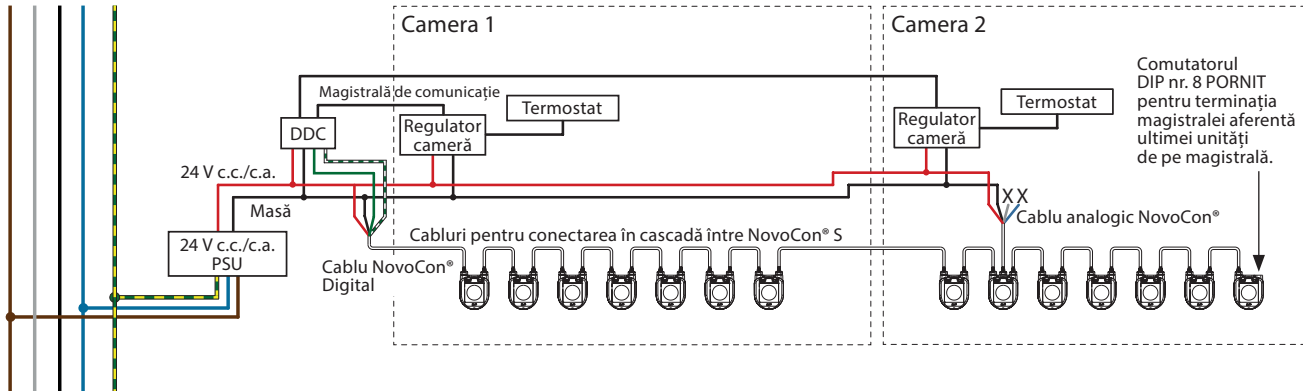 Camera 1
Camera 2
Comutatorul
DIP nr. 8 PORNIT
pentru terminația
magistralei aferentă
ultimei unități
de pe magistrală.
Magistrală de comunicație
Termostat
Termostat
DDC
Regulator
cameră
Regulator
cameră
24 V c.c./c.a.
Masă
X X
Cablu analogic NovoCon®
24 V c.c./c.a.
PSU
Cabluri pentru conectarea în cascadă între NovoCon® S
Cablu NovoCon®
Digital